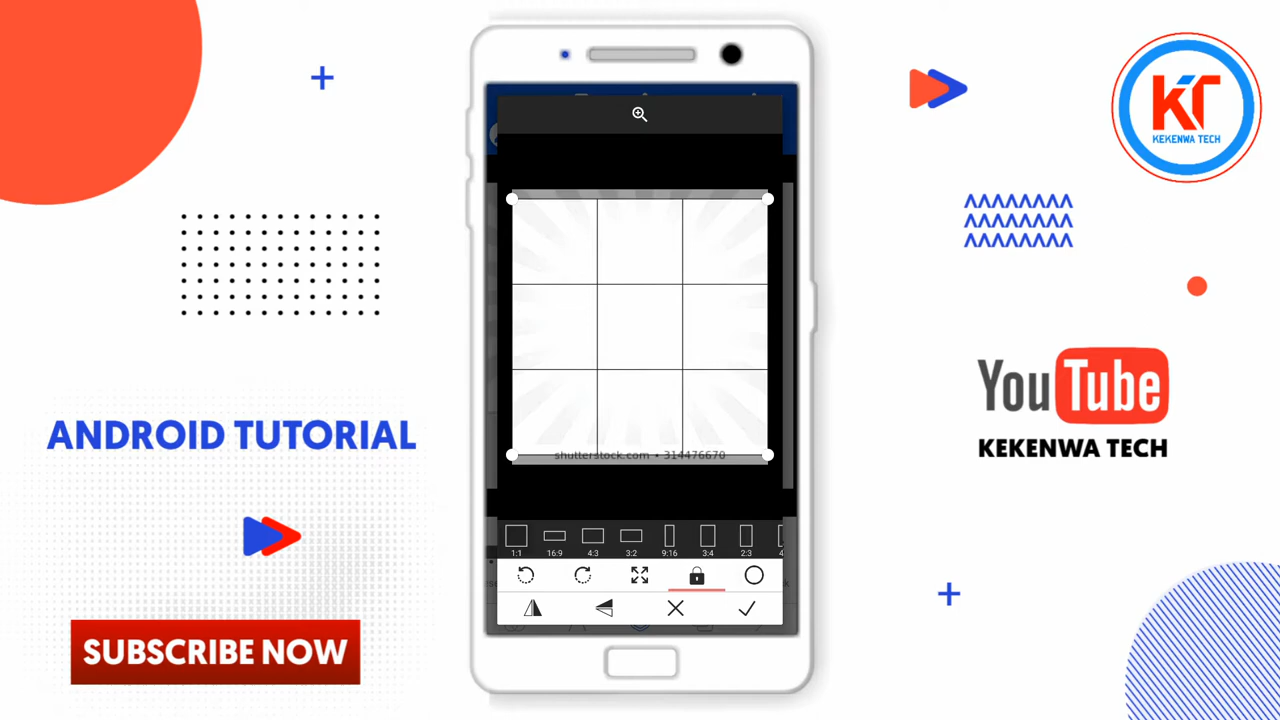 KT
KEKENWA TECH
shutterstock.com • 314476670
1:1 16:9 4:3 3:2 9:16 3:4 2:3
ANDROID TUTORIAL
SUBSCRIBE NOW
YouTube
KEKENWA TECH